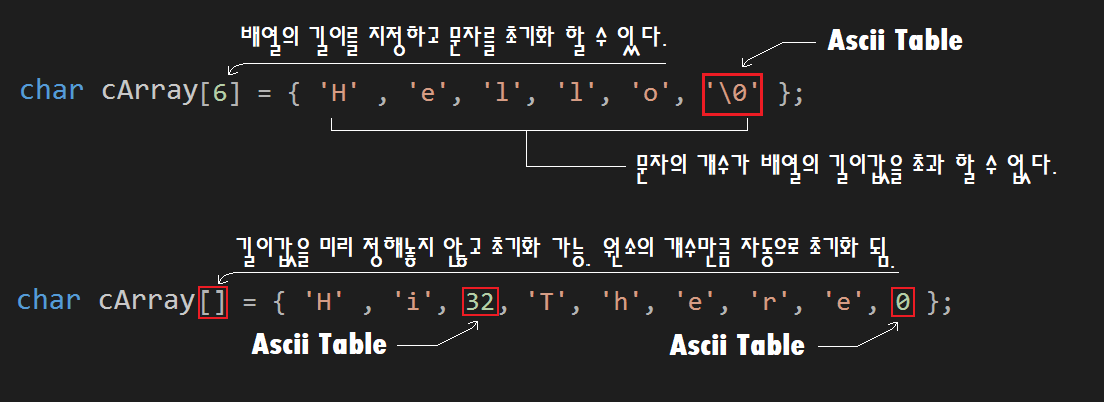 배열의 길이를 지정하고 문자를 초기화 할 수 있다.
Ascii Table
char cArray[6] = { 'H' , 'e', 'l', 'l', 'o', '\0' };
문자의 개수가 배열의 길이값을 초과 할 수 없다.
길이값을 미리 정해놓지 않고 초기화 가능. 원소의 개수만큼 자동으로 초기화 됨.
char cArray[] = { 'H' , 'i', 32, 'T', 'h', 'e', 'r', 'e', 0 };
Ascii Table
Ascii Table